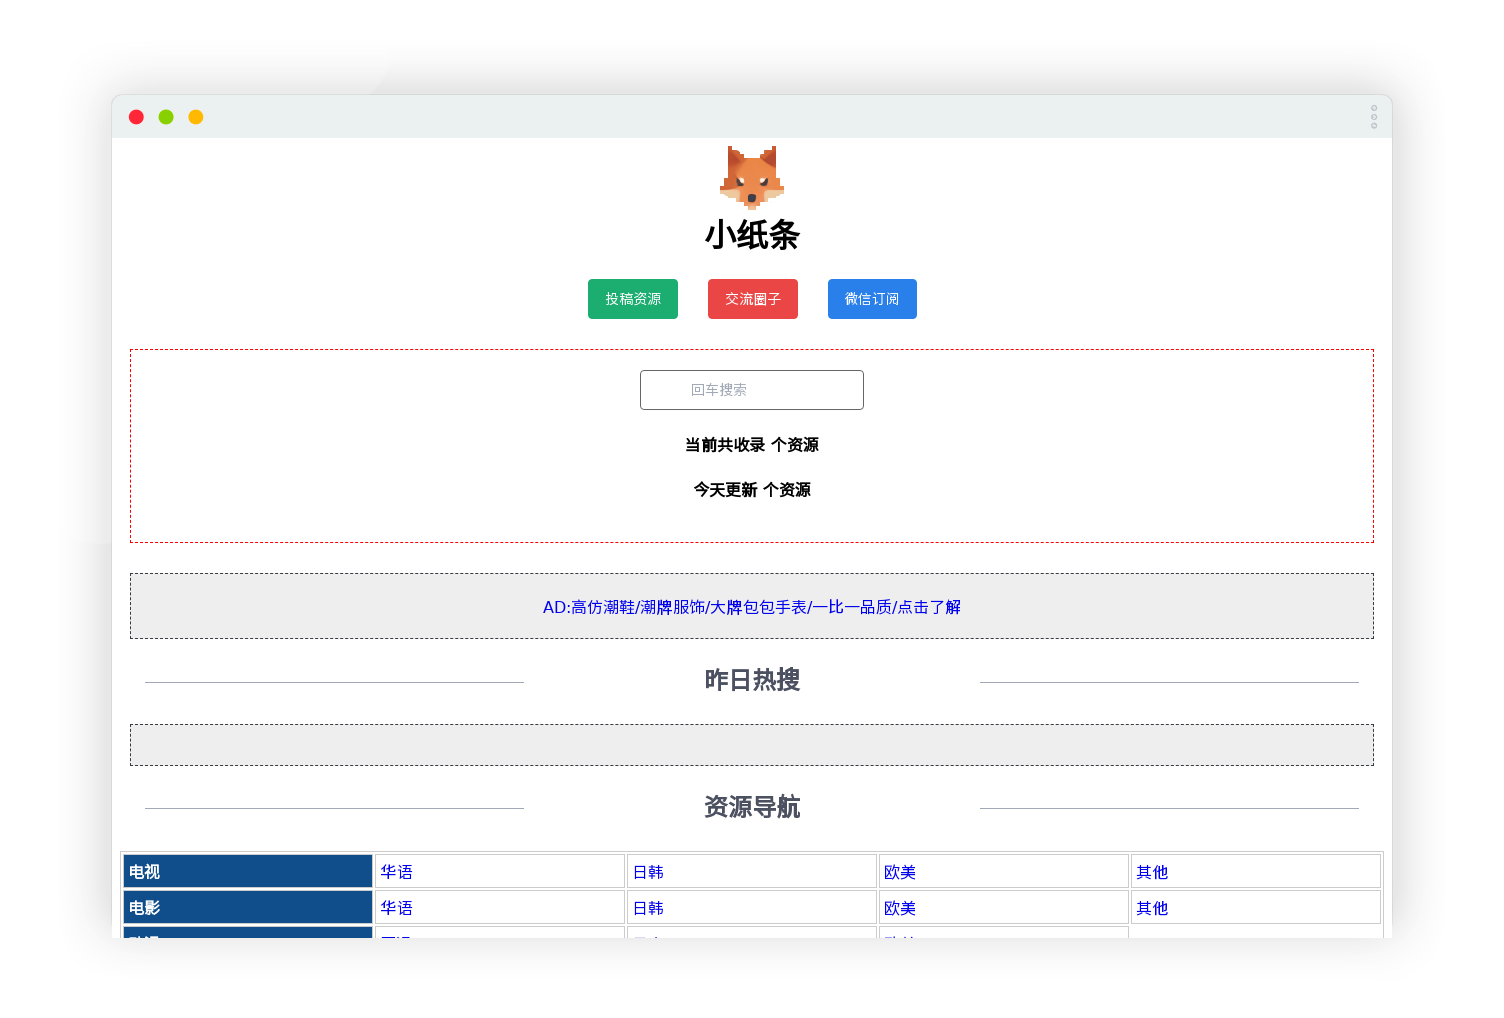 小纸条
投稿资源 交流圈子 微信订阅
回车搜索
当前共收录 个资源
今天更新 个资源
AD:高仿潮鞋/潮牌服饰/大牌包包手表/一比一品质/点击了解
昨日热搜
资源导航
电视 华语 日韩 欧美 其他
电影 华语 日韩 欧美 其他